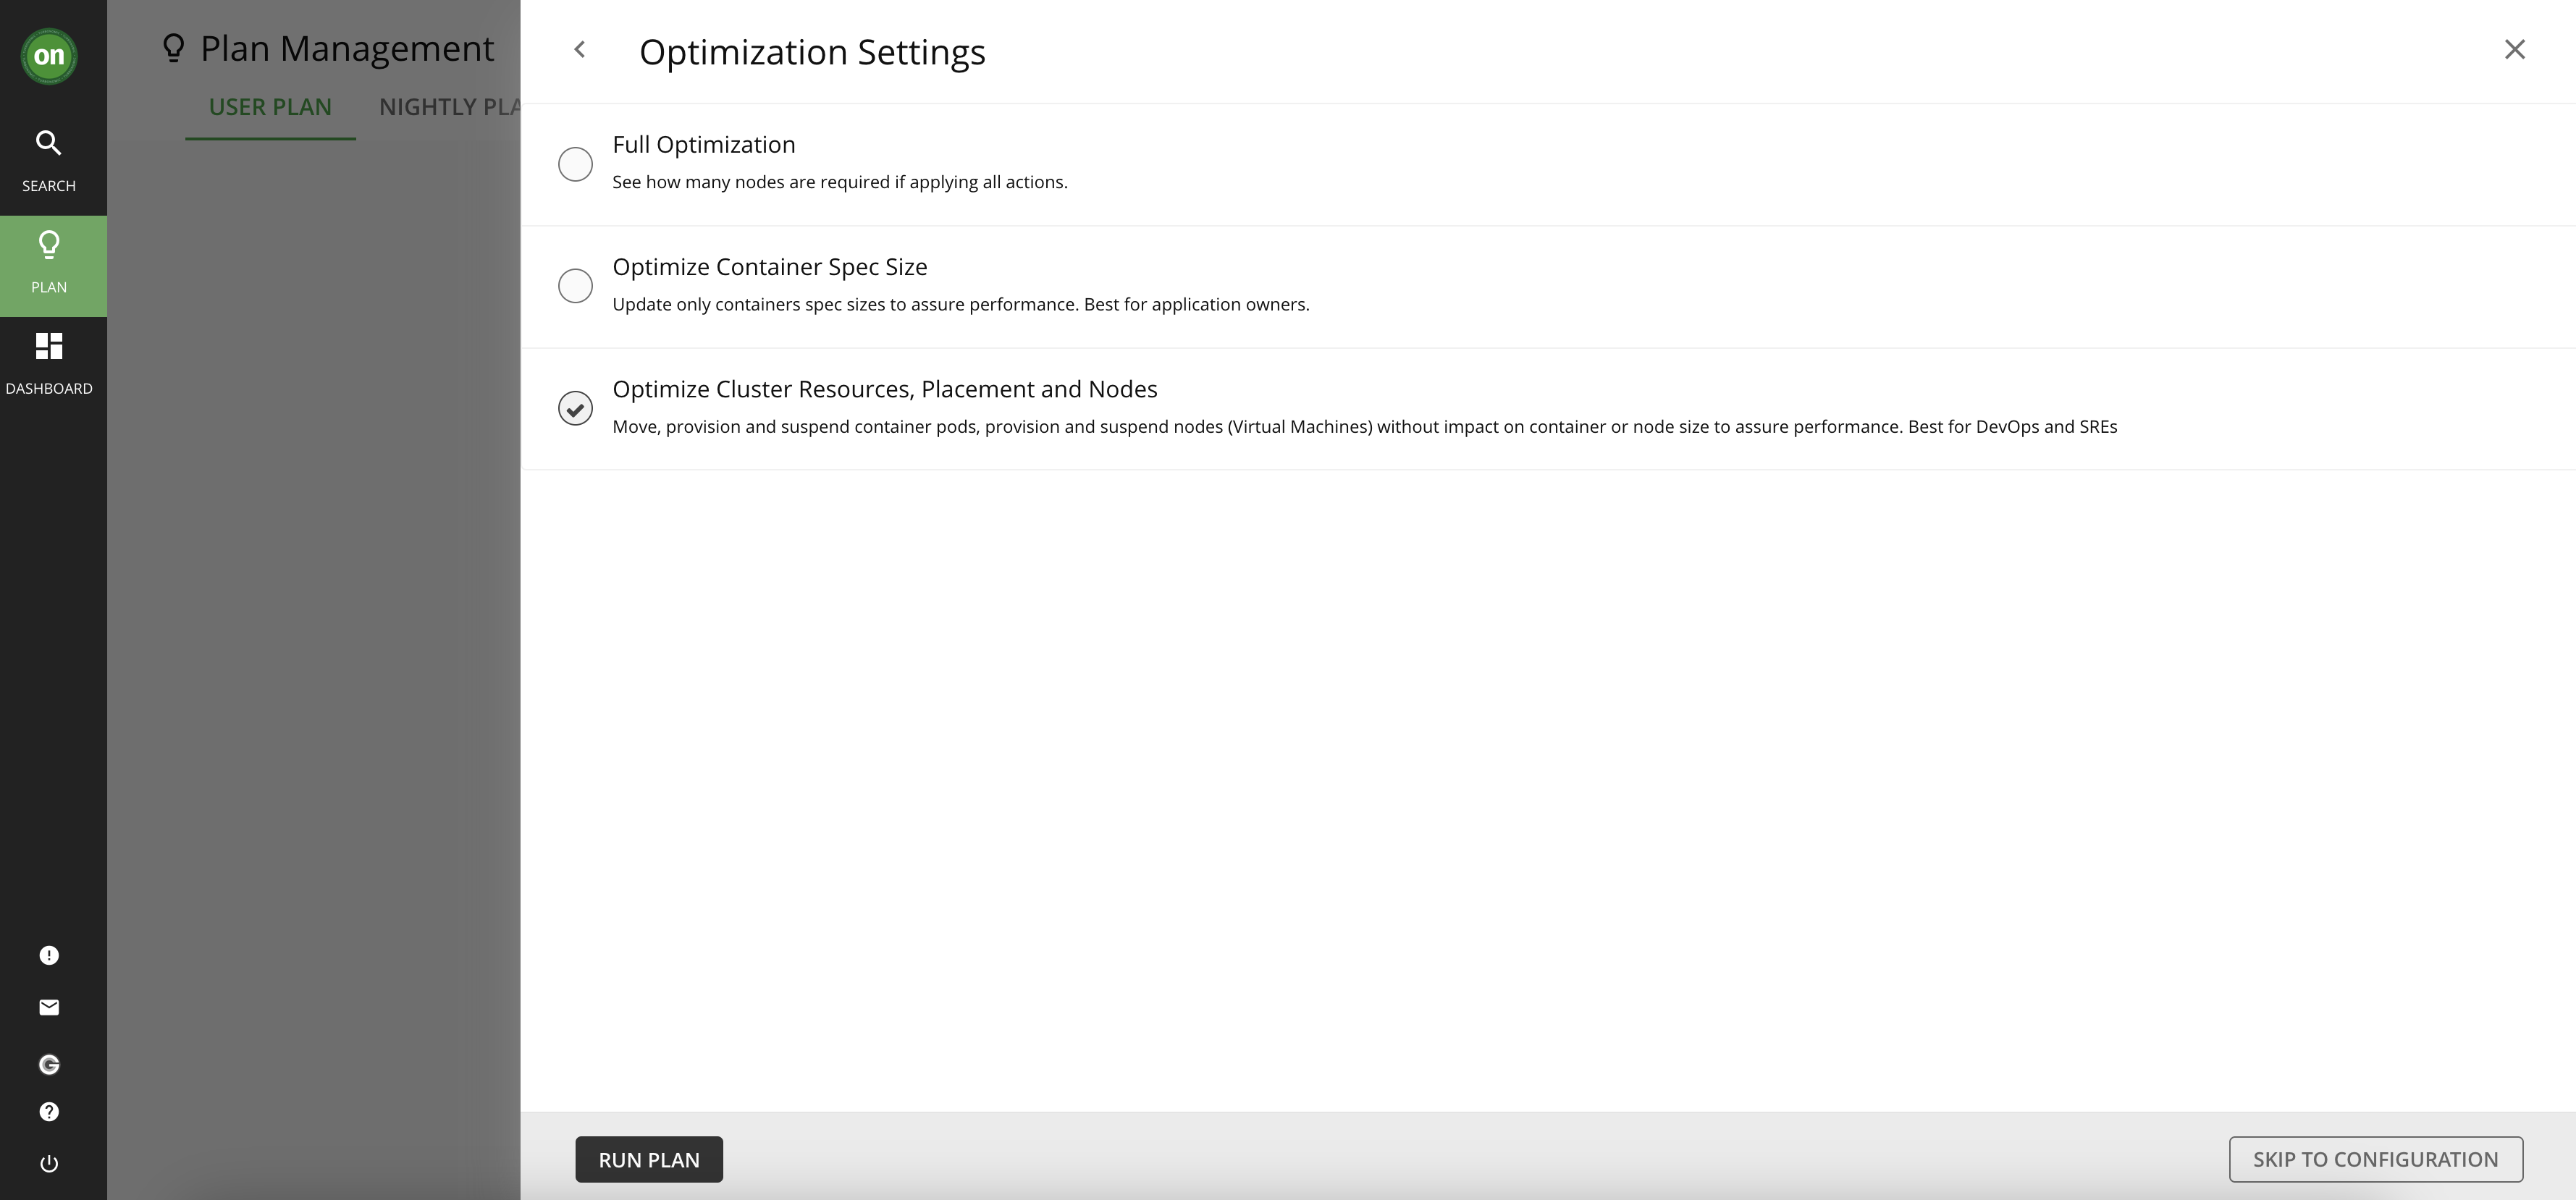 on
Plan Management
USER PLAN
NIGHTLY PLA
SEARCH
PLAN
DASHBOARD
Optimization Settings
Full Optimization
See how many nodes are required if applying all actions.
Optimize Container Spec Size
Update only containers spec sizes to assure performance. Best for application owners.
Optimize Cluster Resources, Placement and Nodes
Move, provision and suspend container pods, provision and suspend nodes (Virtual Machines) without impact on container or node size to assure performance. Best for DevOps and SREs
RUN PLAN
SKIP TO CONFIGURATION